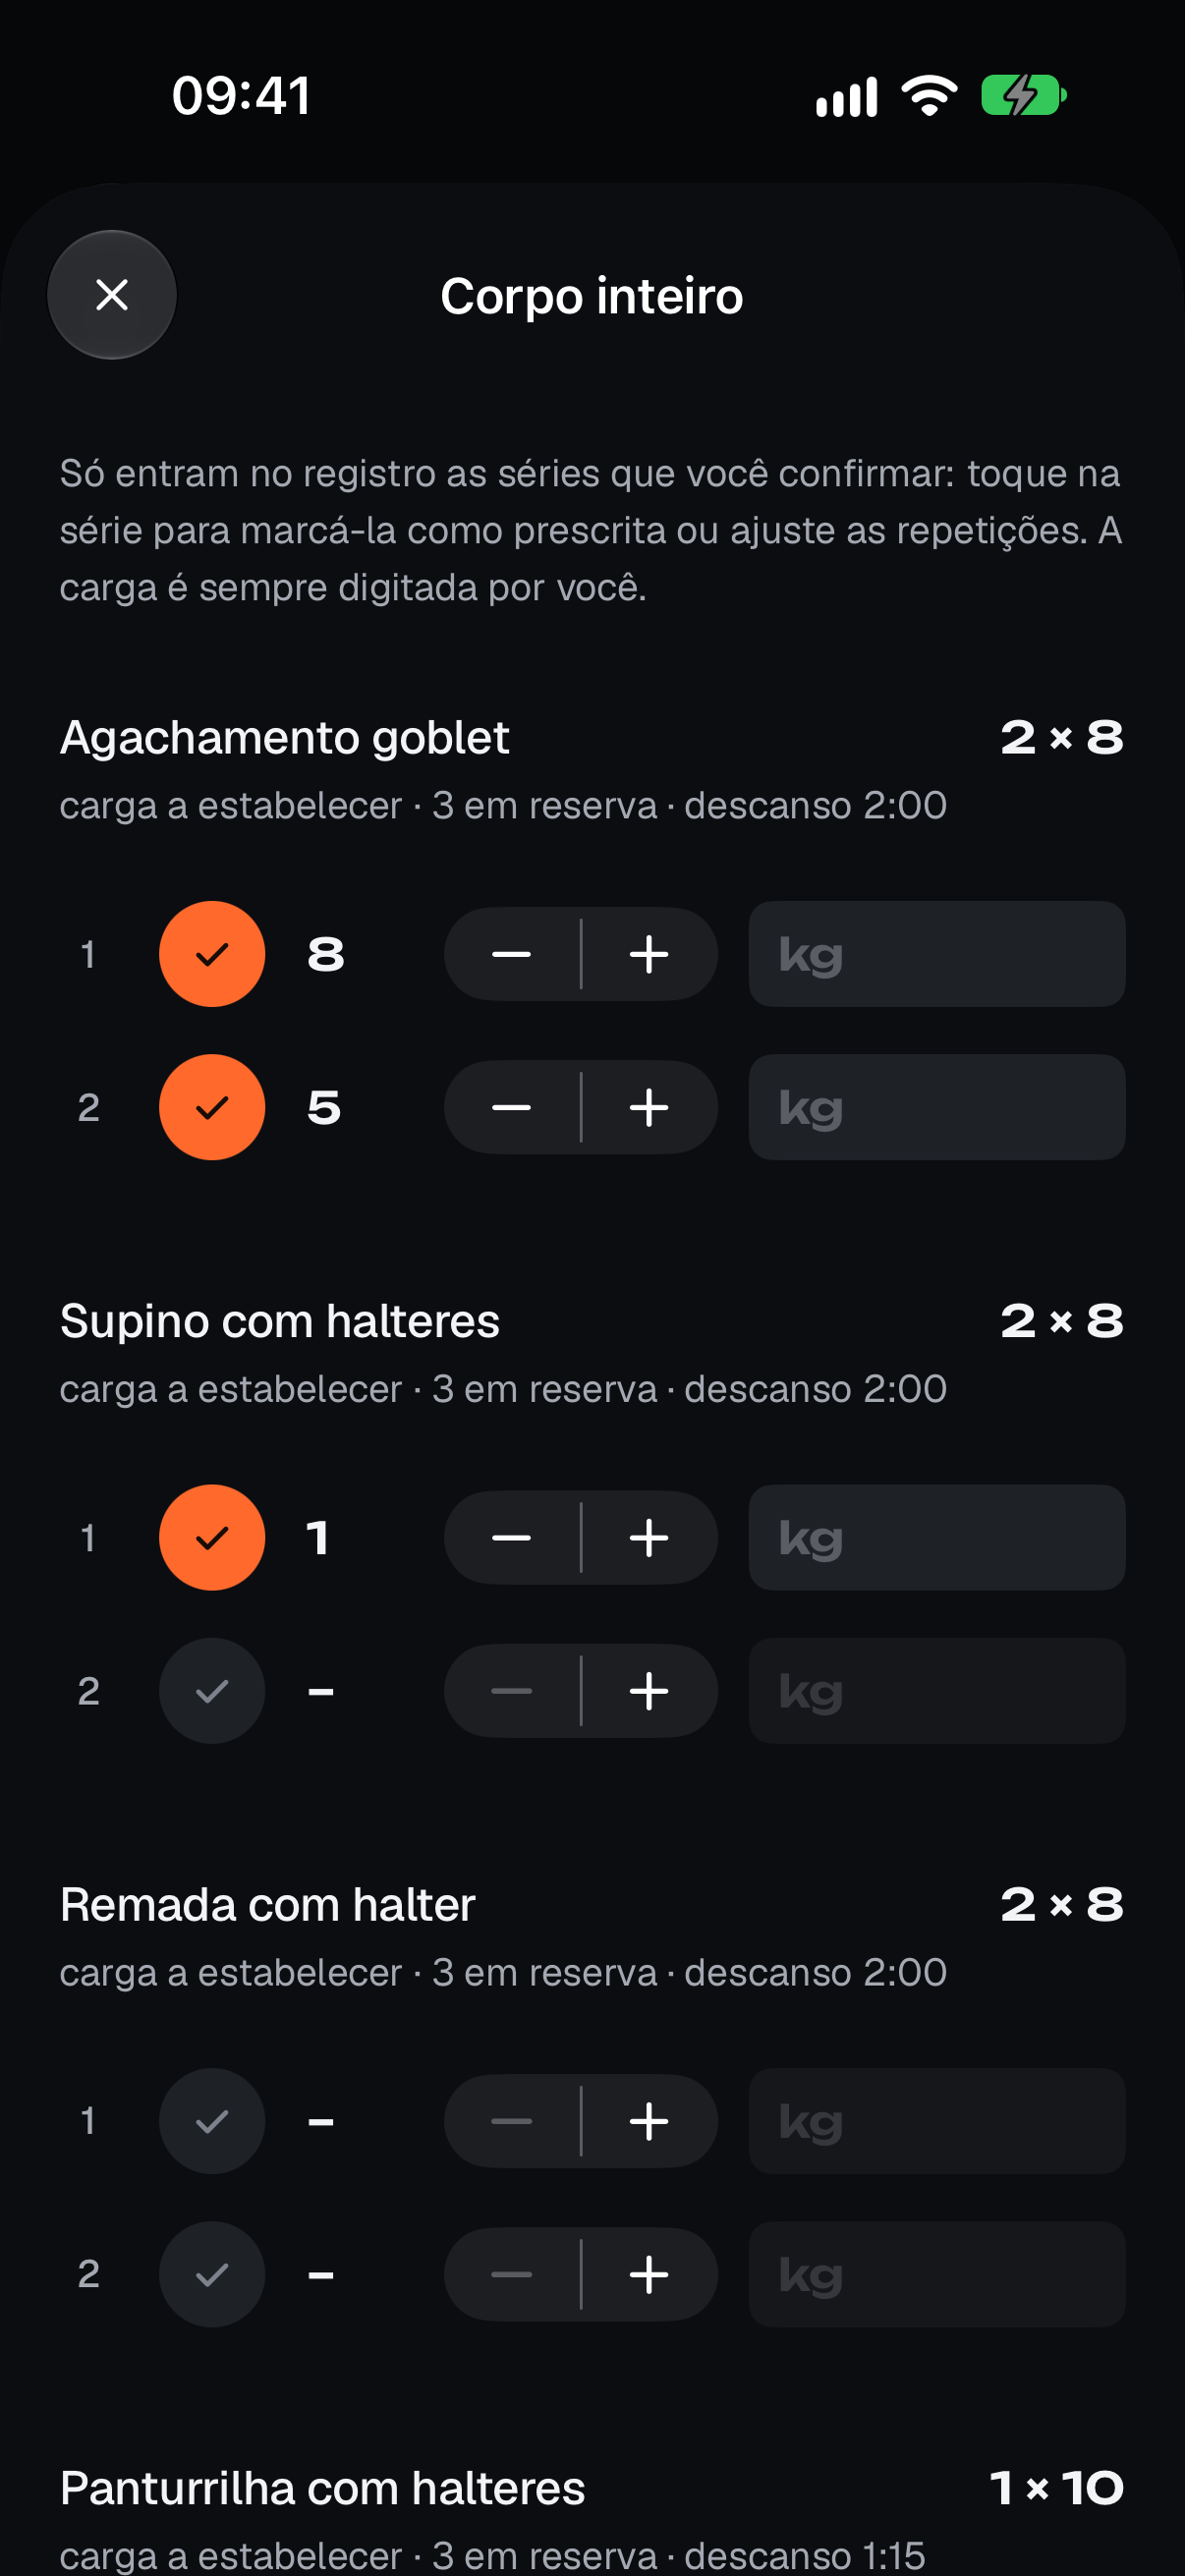 09:41
Corpo inteiro
Só entram no registro as séries que você confirmar: toque na
série para marcá-la como prescrita ou ajuste as repetições. A
carga é sempre digitada por você.
Agachamento goblet 2 × 8
carga a estabelecer · 3 em reserva · descanso 2:00
1 8 − + kg
2 5 − + kg
Supino com halteres 2 × 8
carga a estabelecer · 3 em reserva · descanso 2:00
1 1 − + kg
2 – − + kg
Remada com halter 2 × 8
carga a estabelecer · 3 em reserva · descanso 2:00
1 – − + kg
2 – − + kg
Panturrilha com halteres 1 × 10
carga a estabelecer · 3 em reserva · descanso 1:15